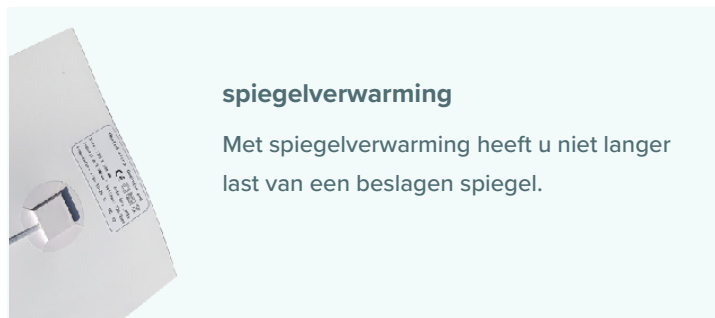 spiegelverwarming
Met spiegelverwarming heeft u niet langer
last van een beslagen spiegel.